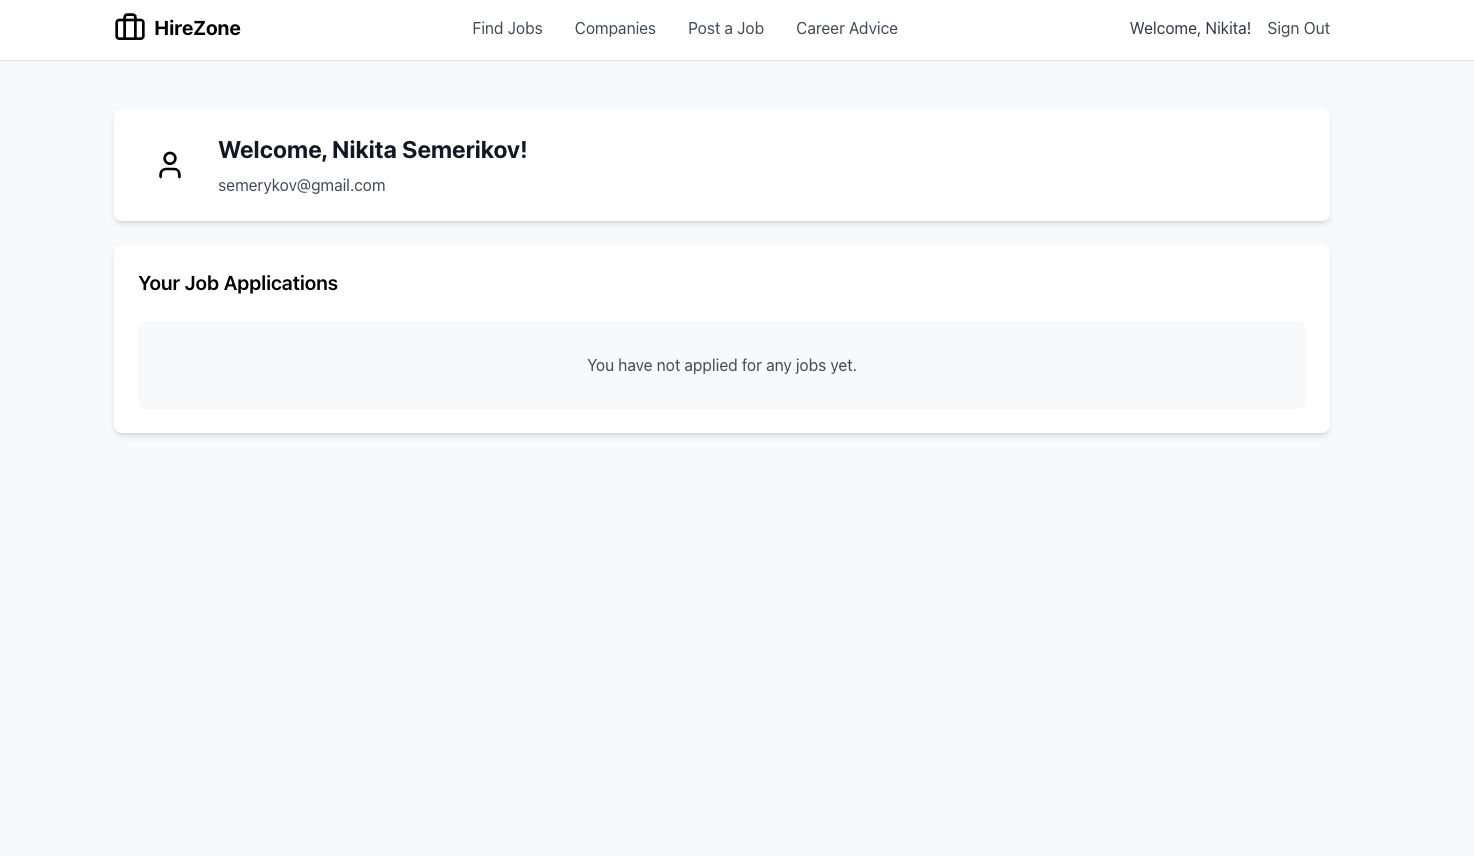 HireZone
Find Jobs
Companies
Post a Job
Career Advice
Welcome, Nikita!
Sign Out
Welcome, Nikita Semerikov!
semerykov@gmail.com
Your Job Applications
You have not applied for any jobs yet.